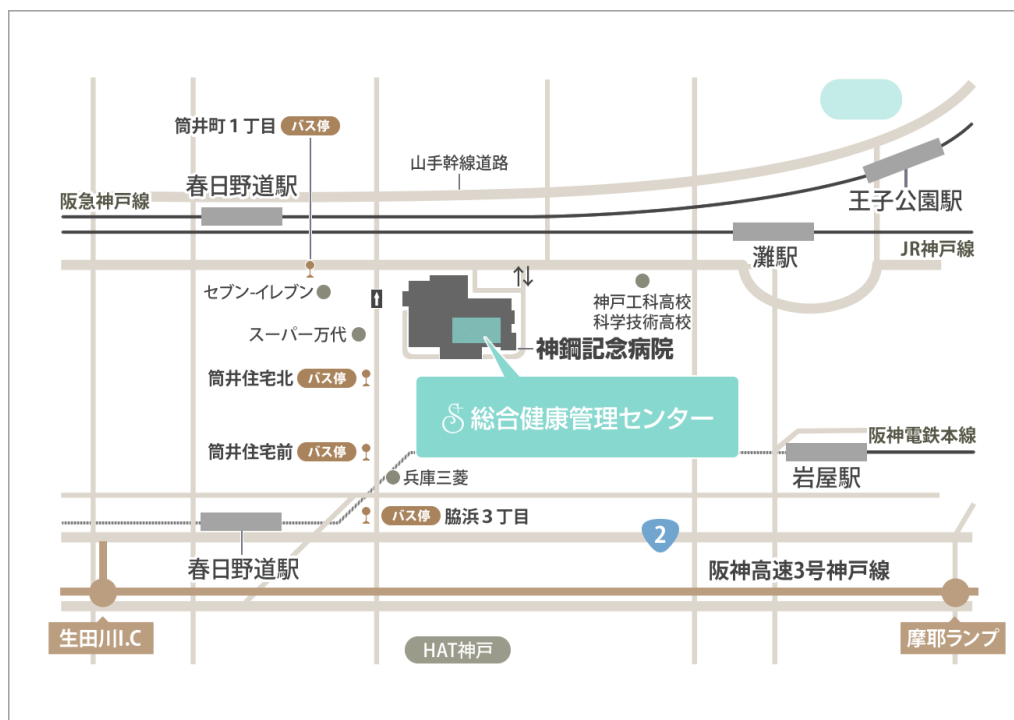 筒井町1丁目 バス停
山手幹線道路
春日野道駅
阪急神戸線
王子公園駅
灘駅
JR神戸線
セブン-イレブン
神戸工科高校
科学技術高校
スーパー万代
神鋼記念病院
筒井住宅北 バス停
S 総合健康管理センター
阪神電鉄本線
筒井住宅前 バス停
兵庫三菱
岩屋駅
バス停 脇浜3丁目
2
春日野道駅
阪神高速3号神戸線
生田川I.C
HAT神戸
摩耶ランプ